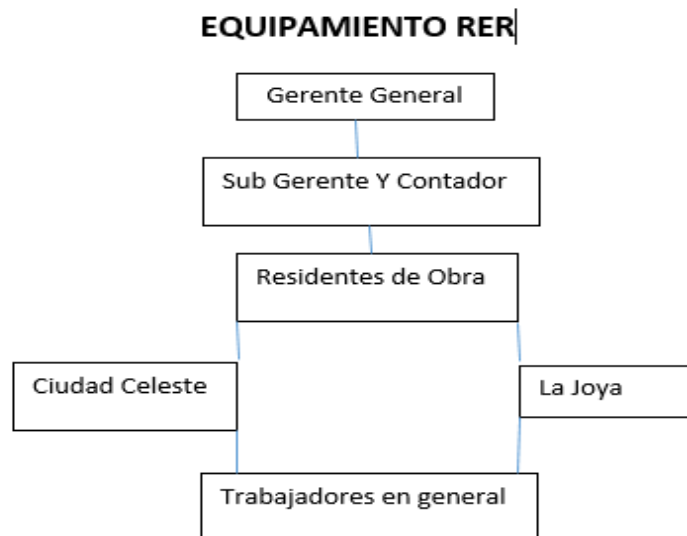 EQUIPAMIENTO RER
Gerente General
Sub Gerente Y Contador
Residentes de Obra
Ciudad Celeste
La Joya
Trabajadores en general